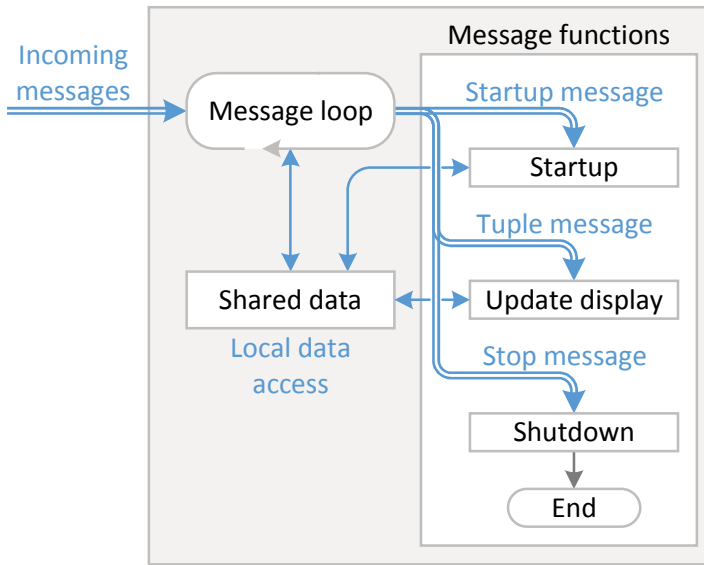 Message functions
Incoming
messages
Message loop
Startup message
Startup
Tuple message
Shared data
Update display
Local data
access
Stop message
Shutdown
End